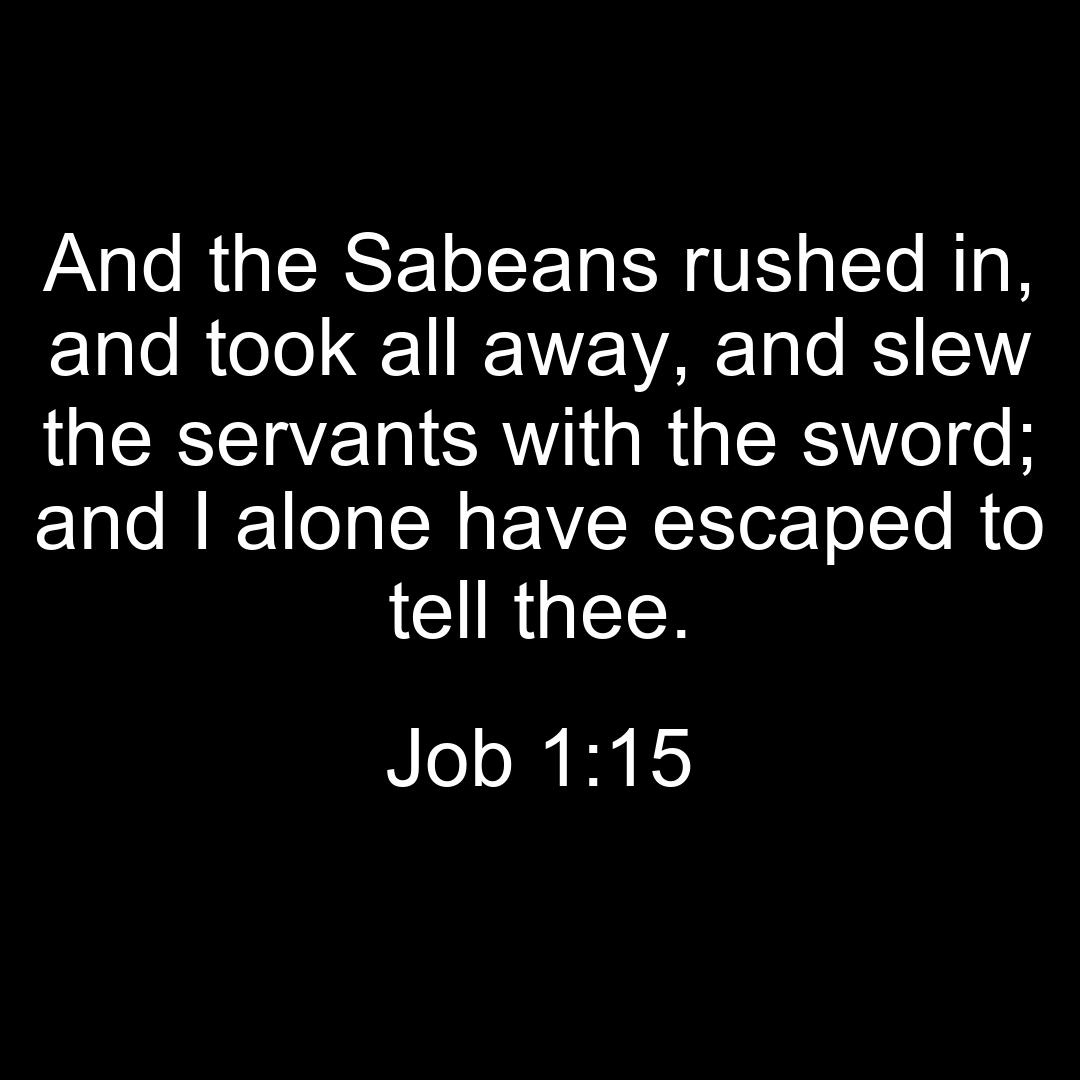 And the Sabeans rushed in,
and took all away, and slew
the servants with the sword;
and I alone have escaped to
tell thee.
Job 1:15